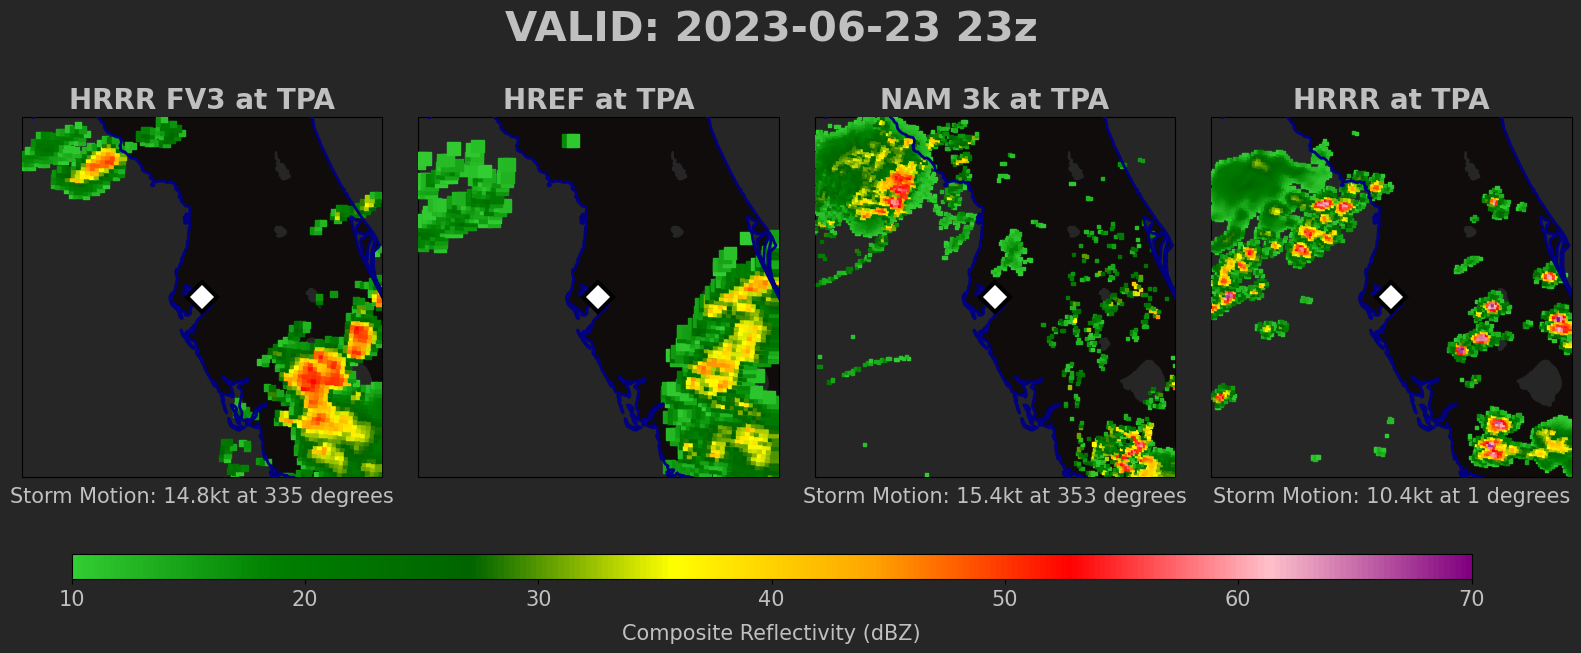 VALID: 2023-06-23 23z
HRRR FV3 at TPA
HREF at TPA
NAM 3k at TPA
HRRR at TPA
Storm Motion: 14.8kt at 335 degrees
Storm Motion: 15.4kt at 353 degrees
Storm Motion: 10.4kt at 1 degrees
10 20 30 40 50 60 70
Composite Reflectivity (dBZ)